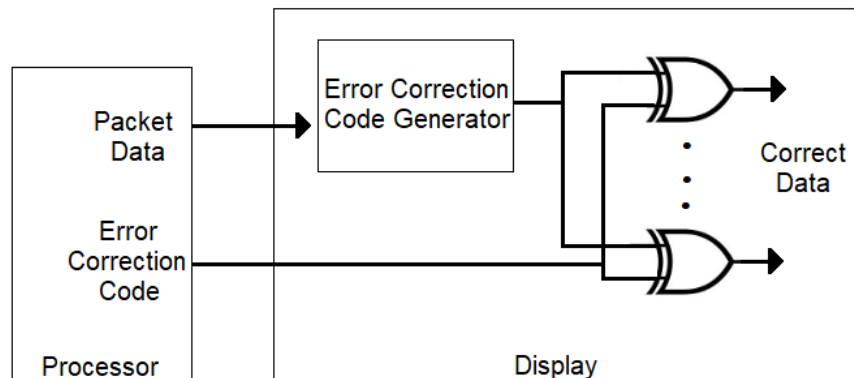 Packet
Data
Error
Correction
Code
Processor
Error Correction
Code Generator
Correct
Data
Display